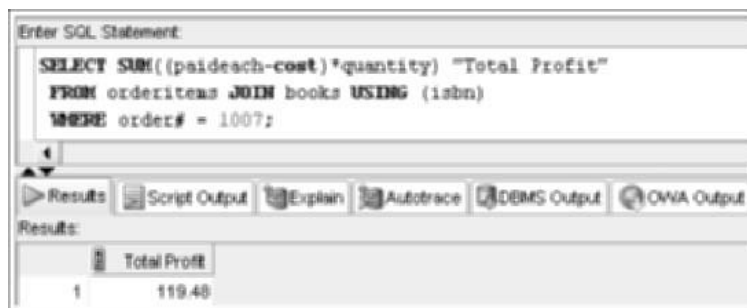 Enter SQL Statement:
SELECT SUM((paideach-cost)*quantity) "Total Profit"
FROM orderitems JOIN books USING (isbn)
WHERE order# = 1007;
Results Script Output Explain Autotrace DBMS Output OWA Output
Results:
Total Profit
1 119.48